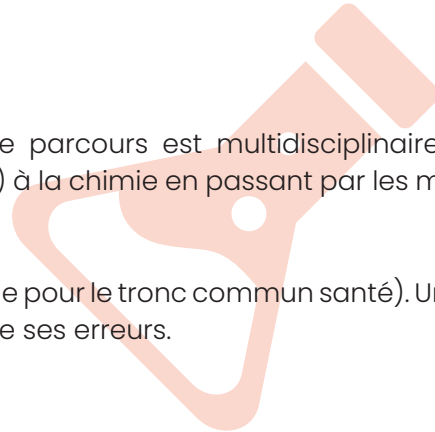 e parcours est multidisciplinaire
) à la chimie en passant par les m
e pour le tronc commun santé). Un
e ses erreurs.